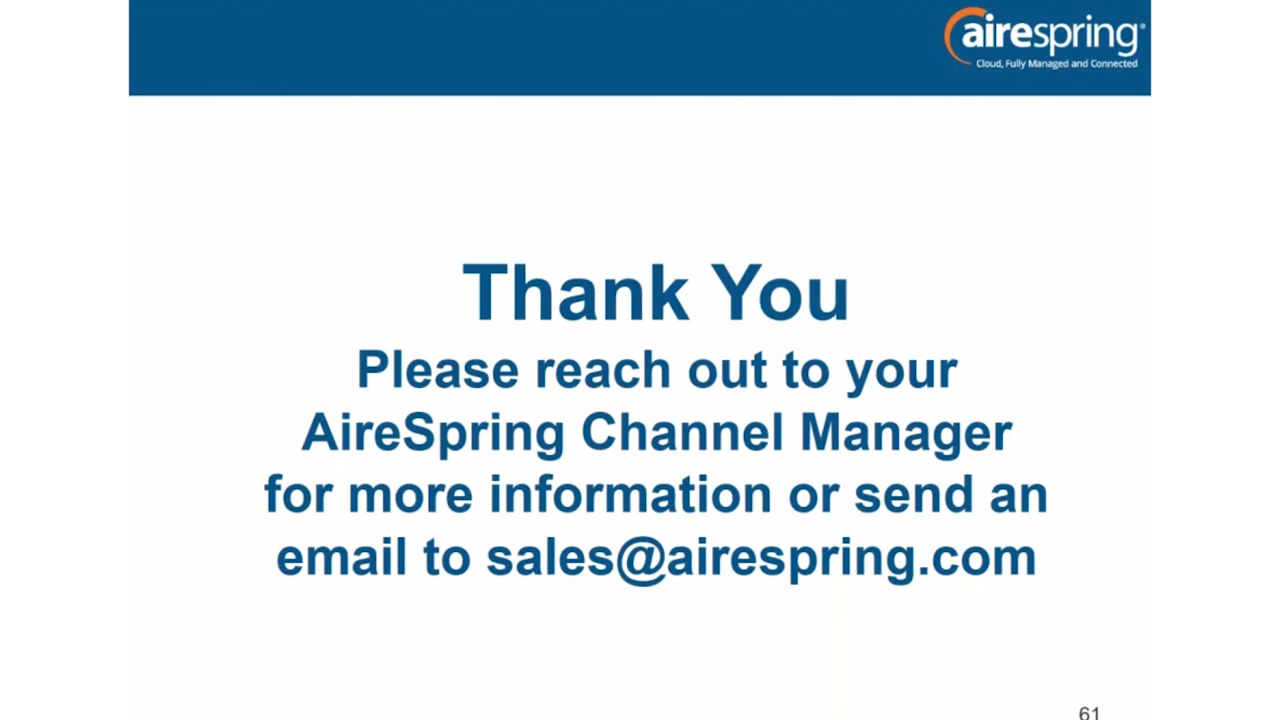 airespring®
Cloud, Fully Managed and Connected
Thank You
Please reach out to your
AireSpring Channel Manager
for more information or send an
email to sales@airespring.com
61